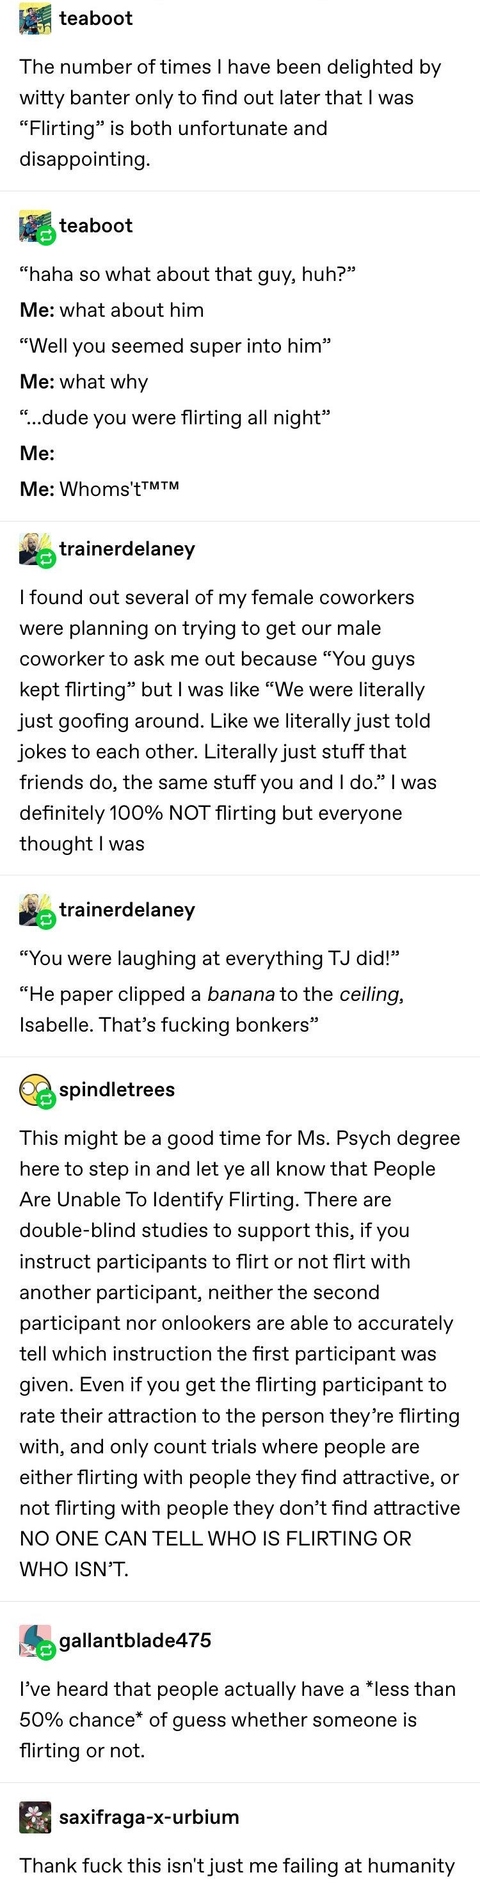 teaboot
The number of times I have been delighted by
witty banter only to find out later that I was
“Flirting” is both unfortunate and
disappointing.
teaboot
“haha so what about that guy, huh?”
Me: what about him
“Well you seemed super into him”
Me: what why
“...dude you were flirting all night”
Me:
Me: Whoms't™™
trainerdelaney
I found out several of my female coworkers
were planning on trying to get our male
coworker to ask me out because “You guys
kept flirting” but I was like “We were literally
just goofing around. Like we literally just told
jokes to each other. Literally just stuff that
friends do, the same stuff you and I do.” I was
definitely 100% NOT flirting but everyone
thought I was
trainerdelaney
“You were laughing at everything TJ did!”
“He paper clipped a banana to the ceiling,
Isabelle. That’s fucking bonkers”
spindletrees
This might be a good time for Ms. Psych degree
here to step in and let ye all know that People
Are Unable To Identify Flirting. There are
double-blind studies to support this, if you
instruct participants to flirt or not flirt with
another participant, neither the second
participant nor onlookers are able to accurately
tell which instruction the first participant was
given. Even if you get the flirting participant to
rate their attraction to the person they’re flirting
with, and only count trials where people are
either flirting with people they find attractive, or
not flirting with people they don’t find attractive
NO ONE CAN TELL WHO IS FLIRTING OR
WHO ISN’T.
gallantblade475
I’ve heard that people actually have a *less than
50% chance* of guess whether someone is
flirting or not.
saxifraga-x-urbium
Thank fuck this isn't just me failing at humanity